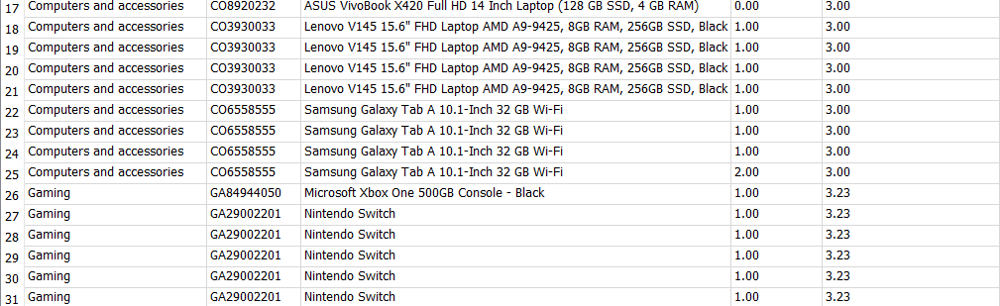 17 Computers and accessories CO8920232 ASUS VivoBook X420 Full HD 14 Inch Laptop (128 GB SSD, 4 GB RAM) 0.00 3.00
18 Computers and accessories CO3930033 Lenovo V145 15.6" FHD Laptop AMD A9-9425, 8GB RAM, 256GB SSD, Black 1.00 3.00
19 Computers and accessories CO3930033 Lenovo V145 15.6" FHD Laptop AMD A9-9425, 8GB RAM, 256GB SSD, Black 1.00 3.00
20 Computers and accessories CO3930033 Lenovo V145 15.6" FHD Laptop AMD A9-9425, 8GB RAM, 256GB SSD, Black 1.00 3.00
21 Computers and accessories CO3930033 Lenovo V145 15.6" FHD Laptop AMD A9-9425, 8GB RAM, 256GB SSD, Black 1.00 3.00
22 Computers and accessories CO6558555 Samsung Galaxy Tab A 10.1-Inch 32 GB Wi-Fi 1.00 3.00
23 Computers and accessories CO6558555 Samsung Galaxy Tab A 10.1-Inch 32 GB Wi-Fi 1.00 3.00
24 Computers and accessories CO6558555 Samsung Galaxy Tab A 10.1-Inch 32 GB Wi-Fi 1.00 3.00
25 Computers and accessories CO6558555 Samsung Galaxy Tab A 10.1-Inch 32 GB Wi-Fi 2.00 3.00
26 Gaming GA84944050 Microsoft Xbox One 500GB Console - Black 1.00 3.23
27 Gaming GA29002201 Nintendo Switch 1.00 3.23
28 Gaming GA29002201 Nintendo Switch 1.00 3.23
29 Gaming GA29002201 Nintendo Switch 1.00 3.23
30 Gaming GA29002201 Nintendo Switch 1.00 3.23
31 Gaming GA29002201 Nintendo Switch 1.00 3.23